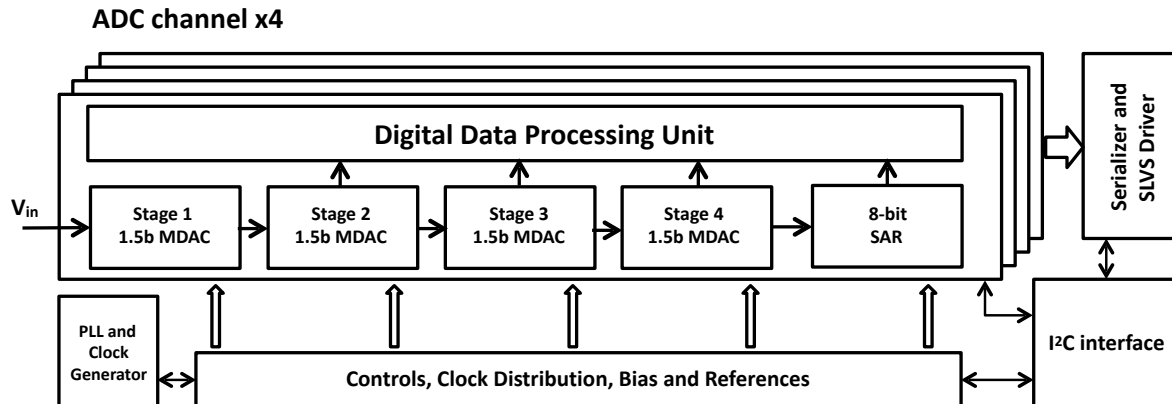 ADC channel x4
Digital Data Processing Unit
Serializer and
SLVS Driver
Vin
Stage 1
1.5b MDAC
Stage 2
1.5b MDAC
Stage 3
1.5b MDAC
Stage 4
1.5b MDAC
8-bit
SAR
PLL and
Clock
Generator
Controls, Clock Distribution, Bias and References
I²C interface